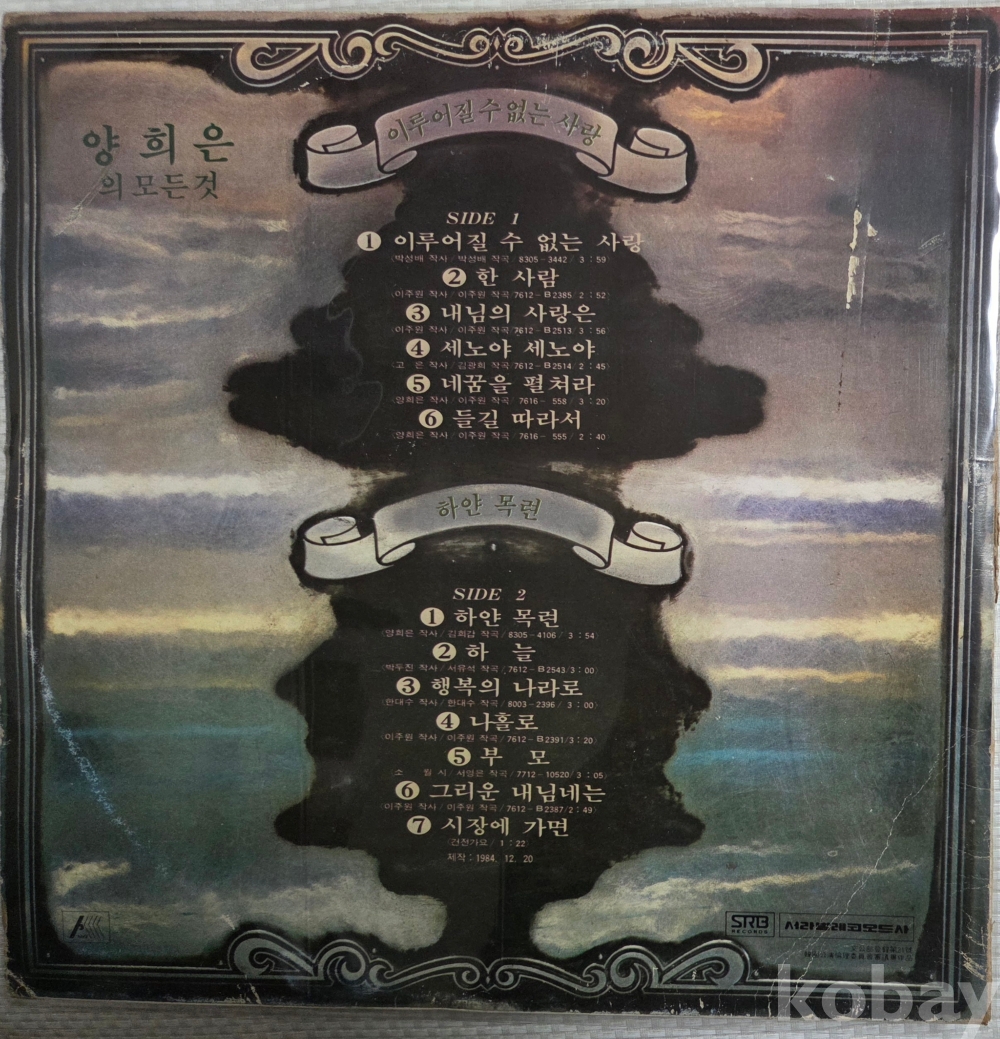 양희은
의 모든것
이루어질 수 없는 사랑
SIDE 1
1 이루어질 수 없는 사랑
(박성배 작사/박성배 작곡/8305-3442/3:59)
2 한 사람
(이주원 작사/이주원 작곡/7612-B2385/2:52)
3 내님의 사랑은
(이주원 작사/이주원 작곡/7612-B2513/3:56)
4 세노야 세노야
(고 은 작사/김광희 작곡/7612-B2514/2:45)
5 네꿈을 펼쳐라
(양희은 작사/이주원 작곡/7616-558/3:20)
6 들길 따라서
(양희은 작사/이주원 작곡/7616-555/2:40
하얀 목련
SIDE 2
1 하얀 목련
(양희은 작사/김희갑 작곡/8305-4106/3:54)
2 하 늘
(박두진 작사/서유석 작곡/7612-B2543/3:00)
3 행복의 나라로
(한대수 작사/한대수 작곡/8003-2396/3:00)
4 나홀로
(이주원 작사/이주원 작곡/7612-B2391/3:20)
5 부 모
(소 월 시/서영은 작곡/7712-10520/3:05)
6 그리운 내님네는
(이주원 작사/이주원 작곡/7612-B2387/2:49)
7 시장에 가면
(건전가요/1:22)
제작:1984. 12. 20
SRB
RECORDS
서라벌레코오드사
kobay